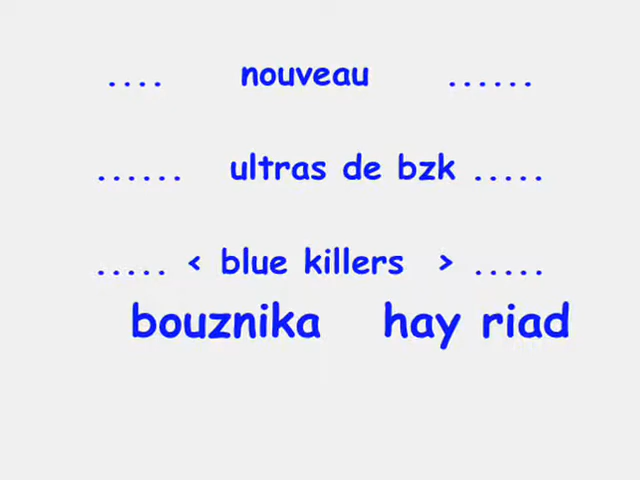 .... nouveau ......
...... ultras de bzk .....
..... < blue killers > .....
bouznika hay riad